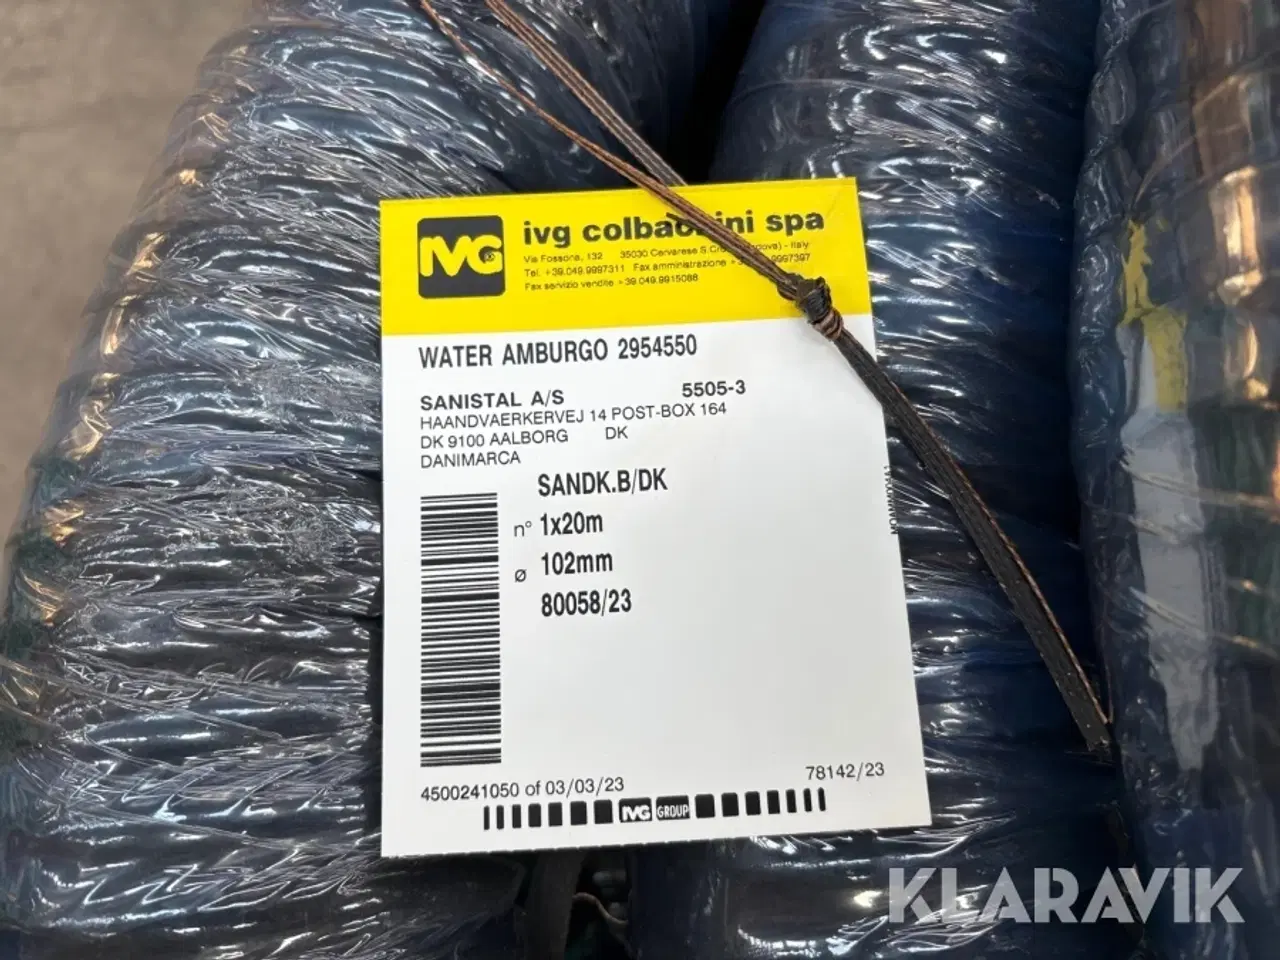 IVG
ivg colbachini spa
Via Fossona, 132 35030 Cervarese S.Croce (Padova) - Italy
Tel. +39.049.9997311 Fax amministrazione 9997397
Fax servizio vendite +39.049.9915088
WATER AMBURGO 2954550
SANISTAL A/S 5505-3
HAANDVAERKERVEJ 14 POST-BOX 164
DK 9100 AALBORG DK
DANIMARCA
SANDK.B/DK
n° 1x20m
ø 102mm
80058/23
4500241050 of 03/03/23
78142/23
IVG GROUP
KLARAVIK